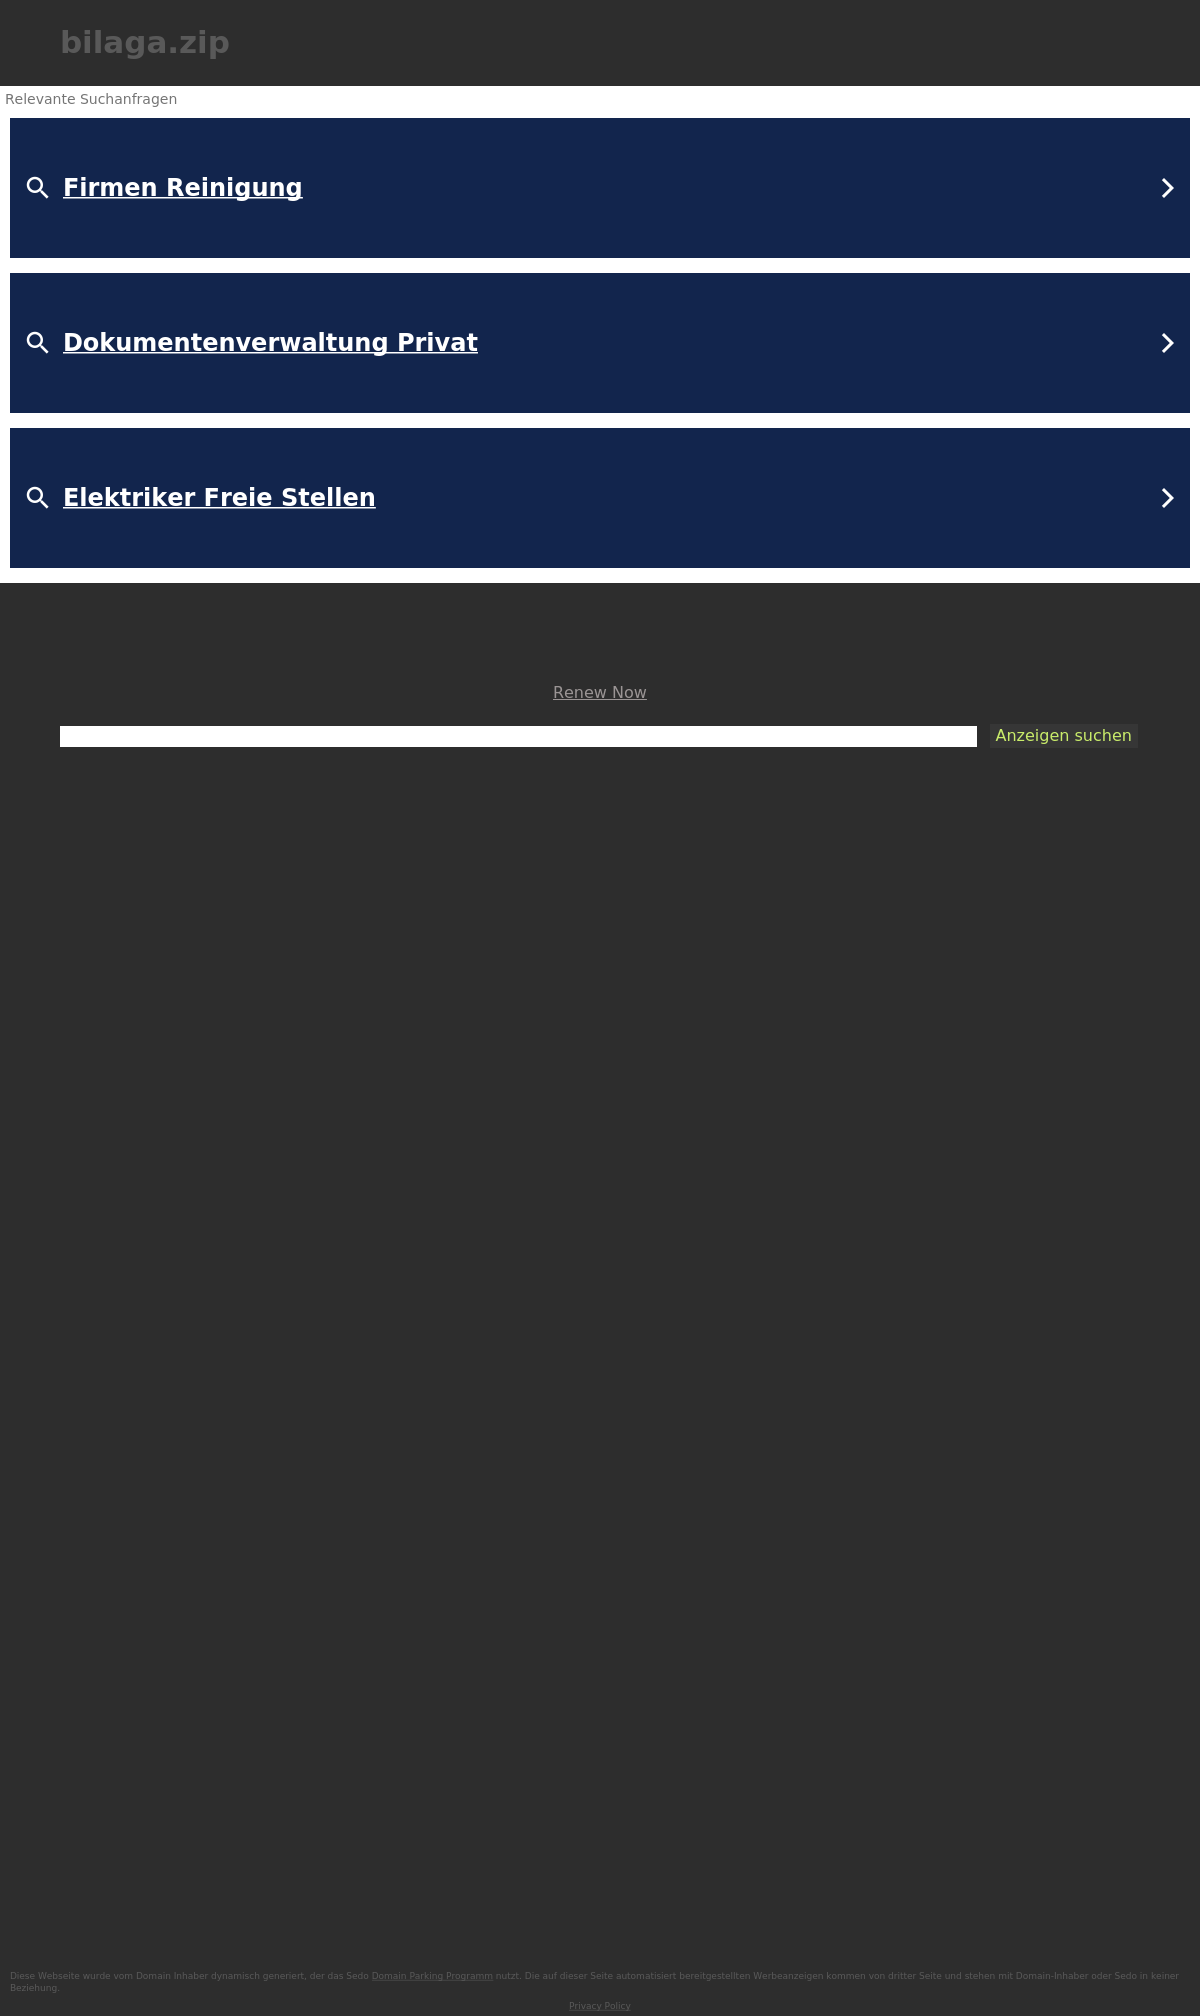 bilaga.zip
Relevante Suchanfragen
Firmen Reinigung
Dokumentenverwaltung Privat
Elektriker Freie Stellen
Renew Now
Anzeigen suchen
Diese Webseite wurde vom Domain Inhaber dynamisch generiert, der das Sedo Domain Parking Programm nutzt. Die auf dieser Seite automatisiert bereitgestellten Werbeanzeigen kommen von dritter Seite und stehen mit Domain-Inhaber oder Sedo in keiner
Beziehung.
Privacy Policy